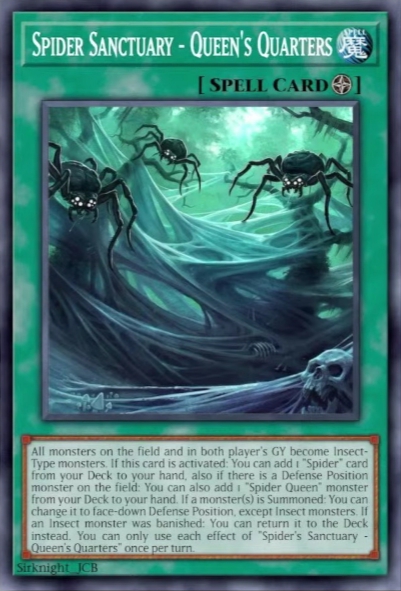 Spider Sanctuary - Queen's Quarters
SPELL
魔
[ Spell Card ]
All monsters on the field and in both player's GY become Insect-
Type monsters. If this card is activated: You can add 1 "Spider" card
from your Deck to your hand, also if there is a Defense Position
monster on the field: You can also add 1 "Spider Queen" monster
from your Deck to your hand. If a monster(s) is Summoned: You can
change it to face-down Defense Position, except Insect monsters. If
an Insect monster was banished: You can return it to the Deck
instead. You can only use each effect of "Spider's Sanctuary -
Queen's Quarters" once per turn.
Sirknight_JCB